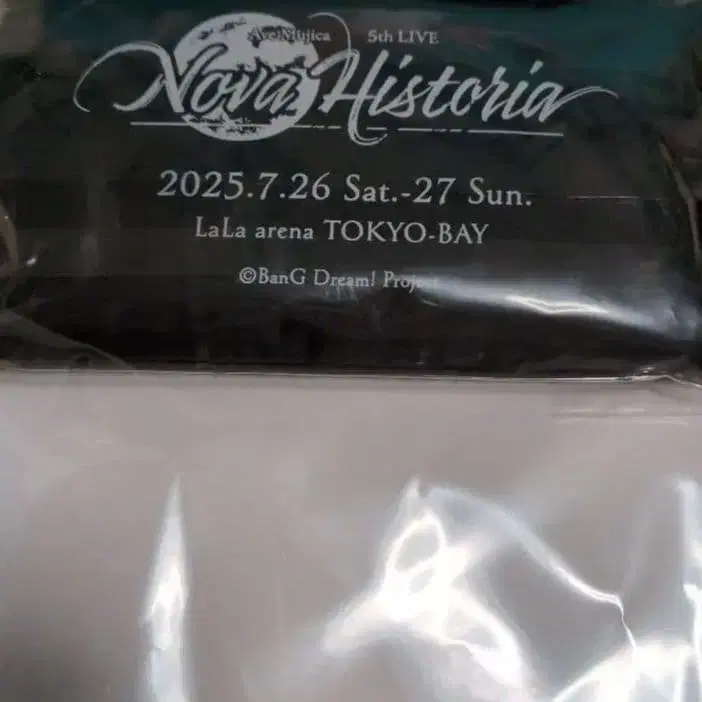 Ave Mujica 5th LIVE
Nova Historia
2025.7.26 Sat.-27 Sun.
LaLa arena TOKYO-BAY
©BanG Dream! Project